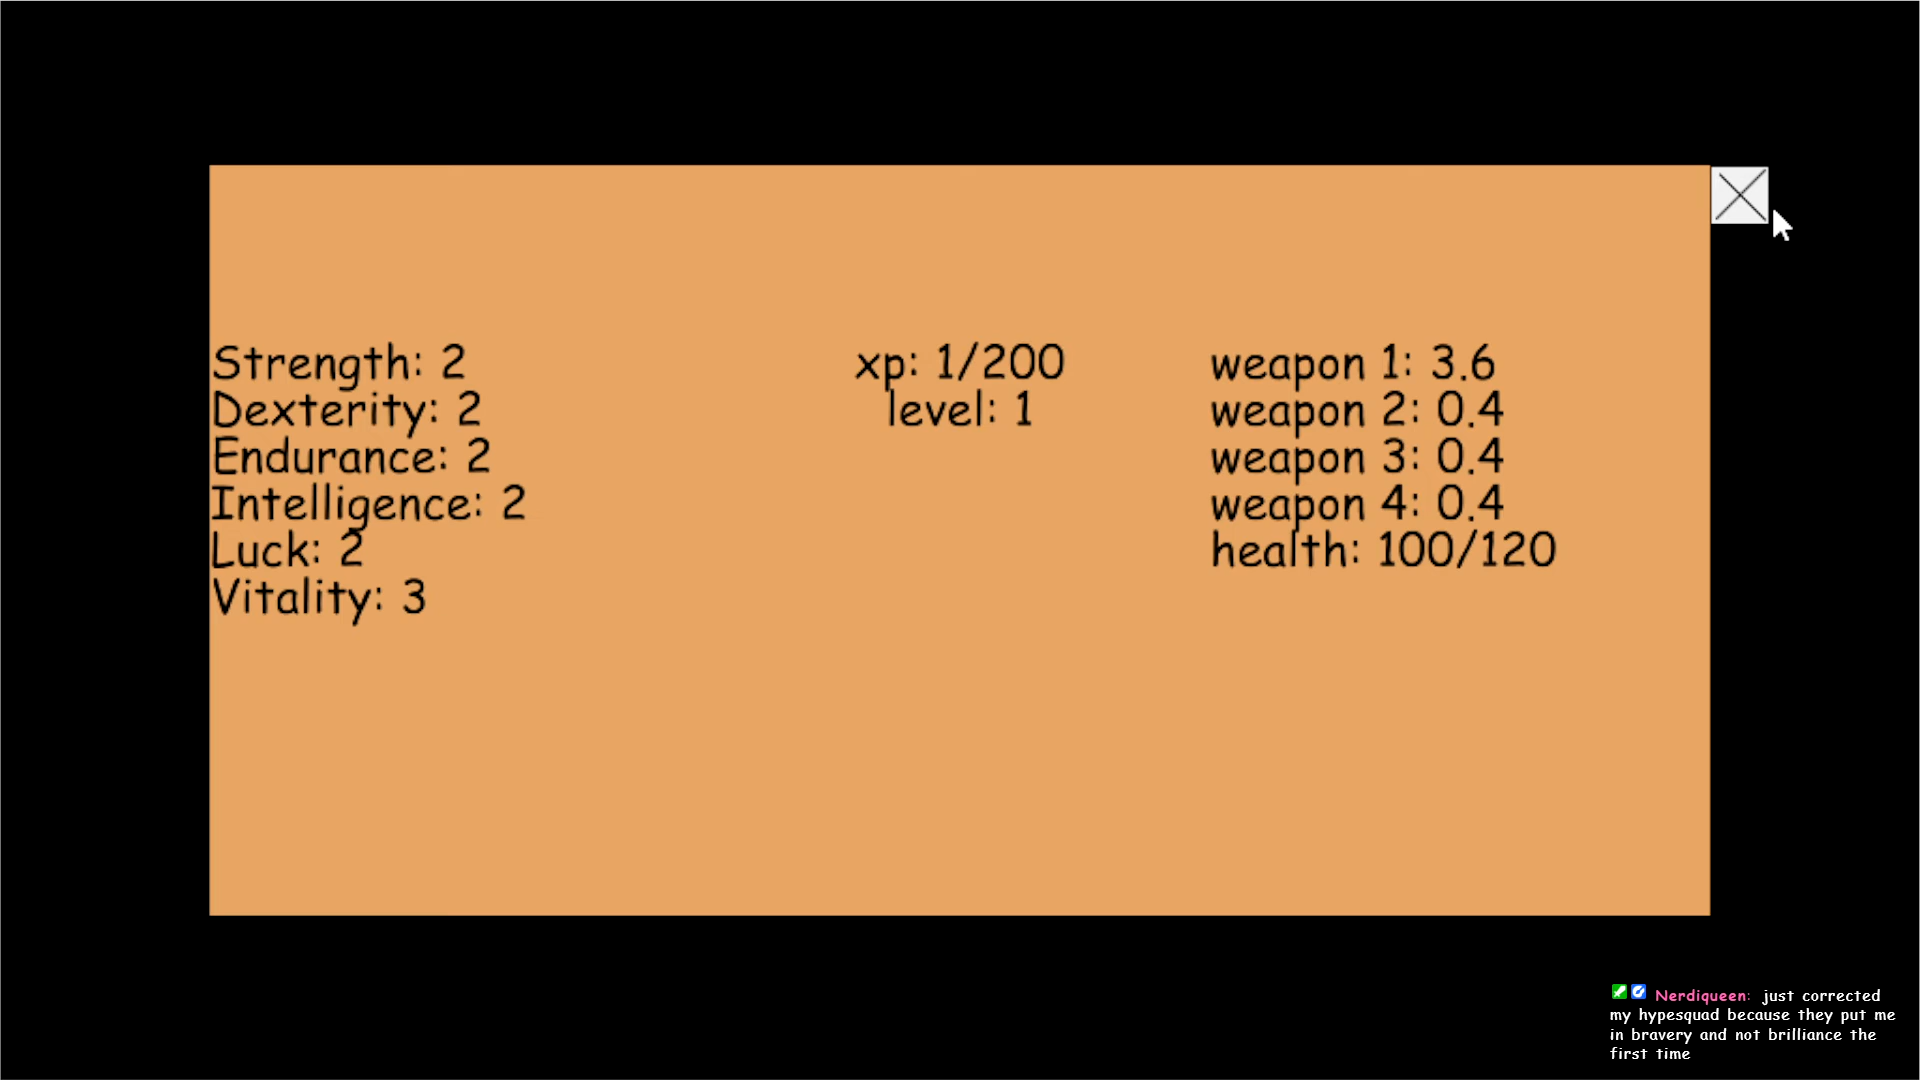 Strength: 2
Dexterity: 2
Endurance: 2
Intelligence: 2
Luck: 2
Vitality: 3
xp: 1/200
level: 1
weapon 1: 3.6
weapon 2: 0.4
weapon 3: 0.4
weapon 4: 0.4
health: 100/120
Nerdiqueen: just corrected
my hypesquad because they put me
in bravery and not brilliance the
first time